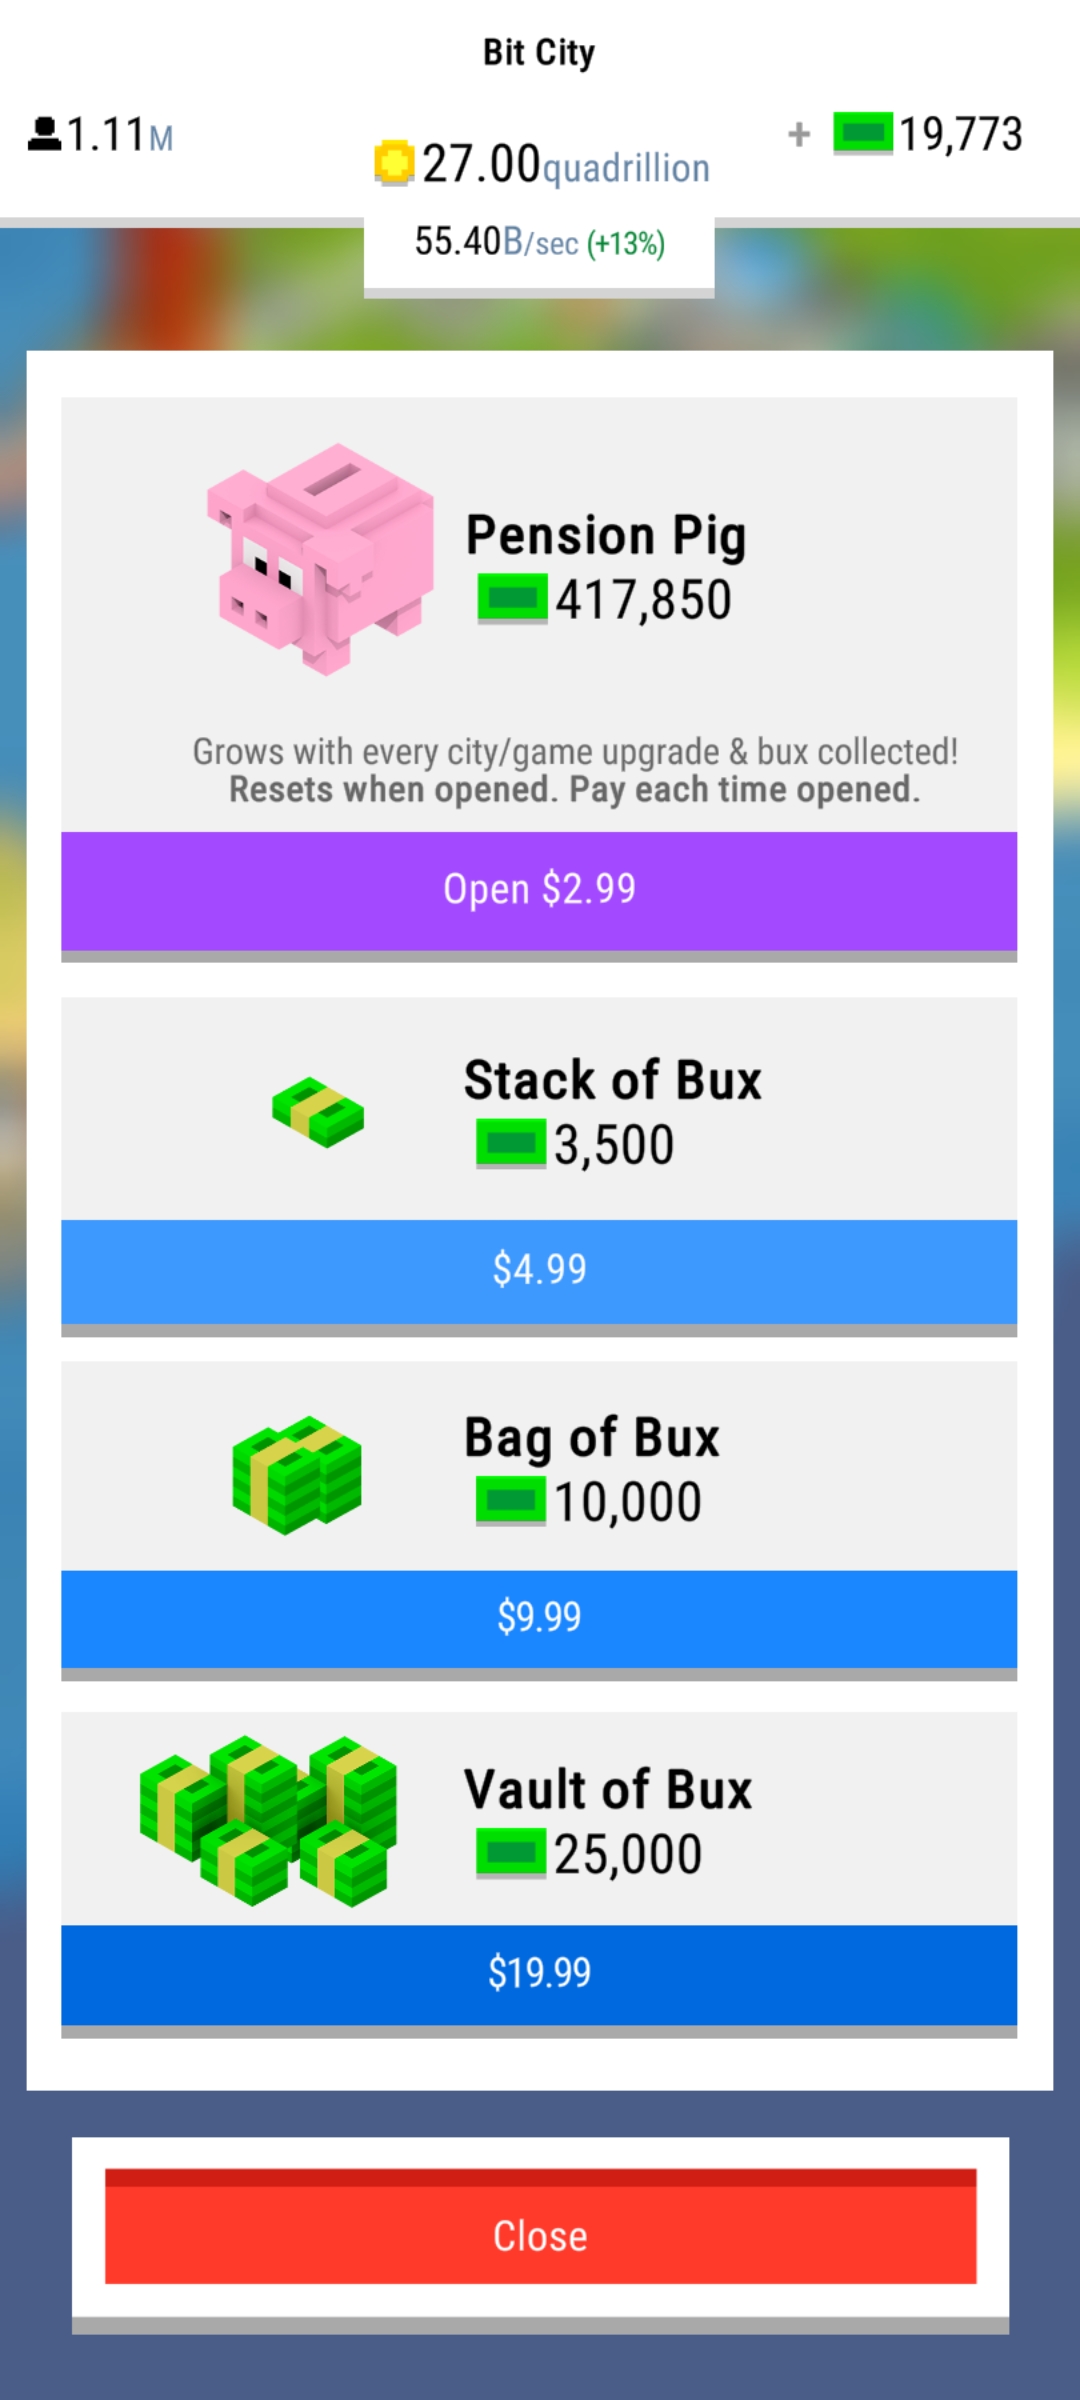 Bit City
1.11M
27.00quadrillion
+ 19,773
55.40B/sec (+13%)
Pension Pig
417,850
Grows with every city/game upgrade & bux collected!
Resets when opened. Pay each time opened.
Open $2.99
Stack of Bux
3,500
$4.99
Bag of Bux
10,000
$9.99
Vault of Bux
25,000
$19.99
Close